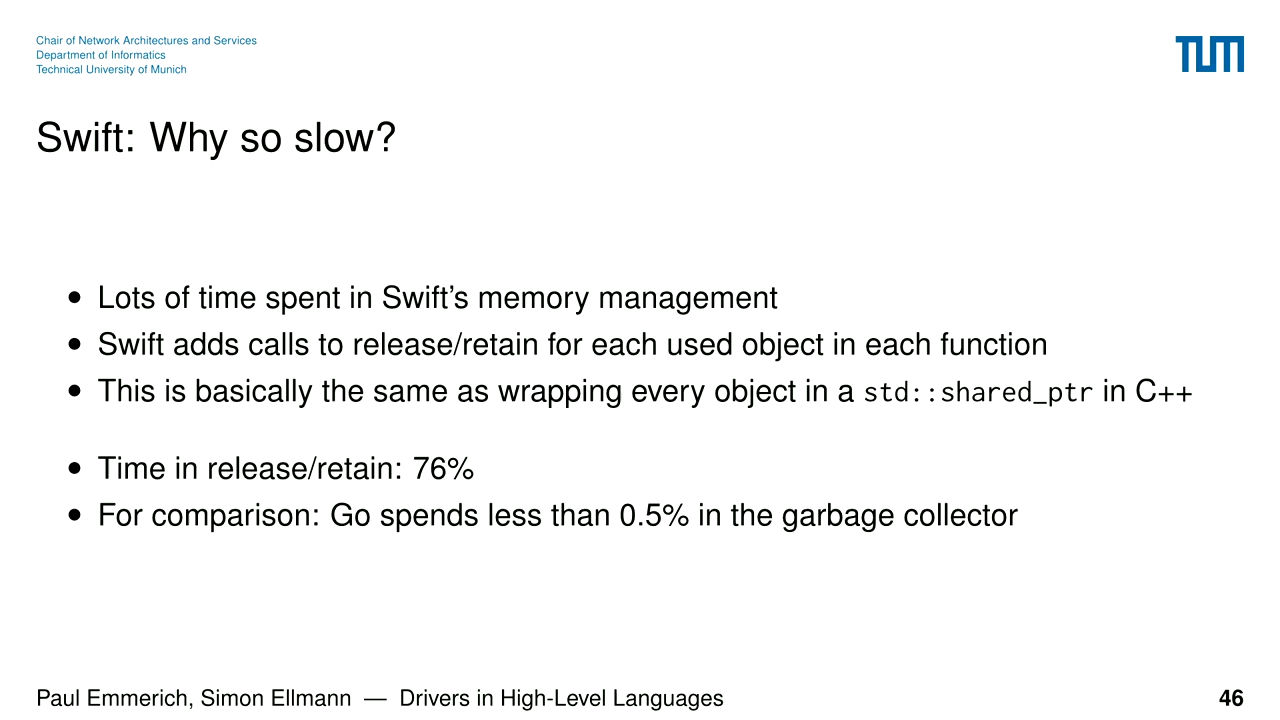 Chair of Network Architectures and Services
Department of Informatics
Technical University of Munich
TUM
Swift: Why so slow?
• Lots of time spent in Swift’s memory management
• Swift adds calls to release/retain for each used object in each function
• This is basically the same as wrapping every object in a std::shared_ptr in C++
• Time in release/retain: 76%
• For comparison: Go spends less than 0.5% in the garbage collector
Paul Emmerich, Simon Ellmann — Drivers in High-Level Languages 46